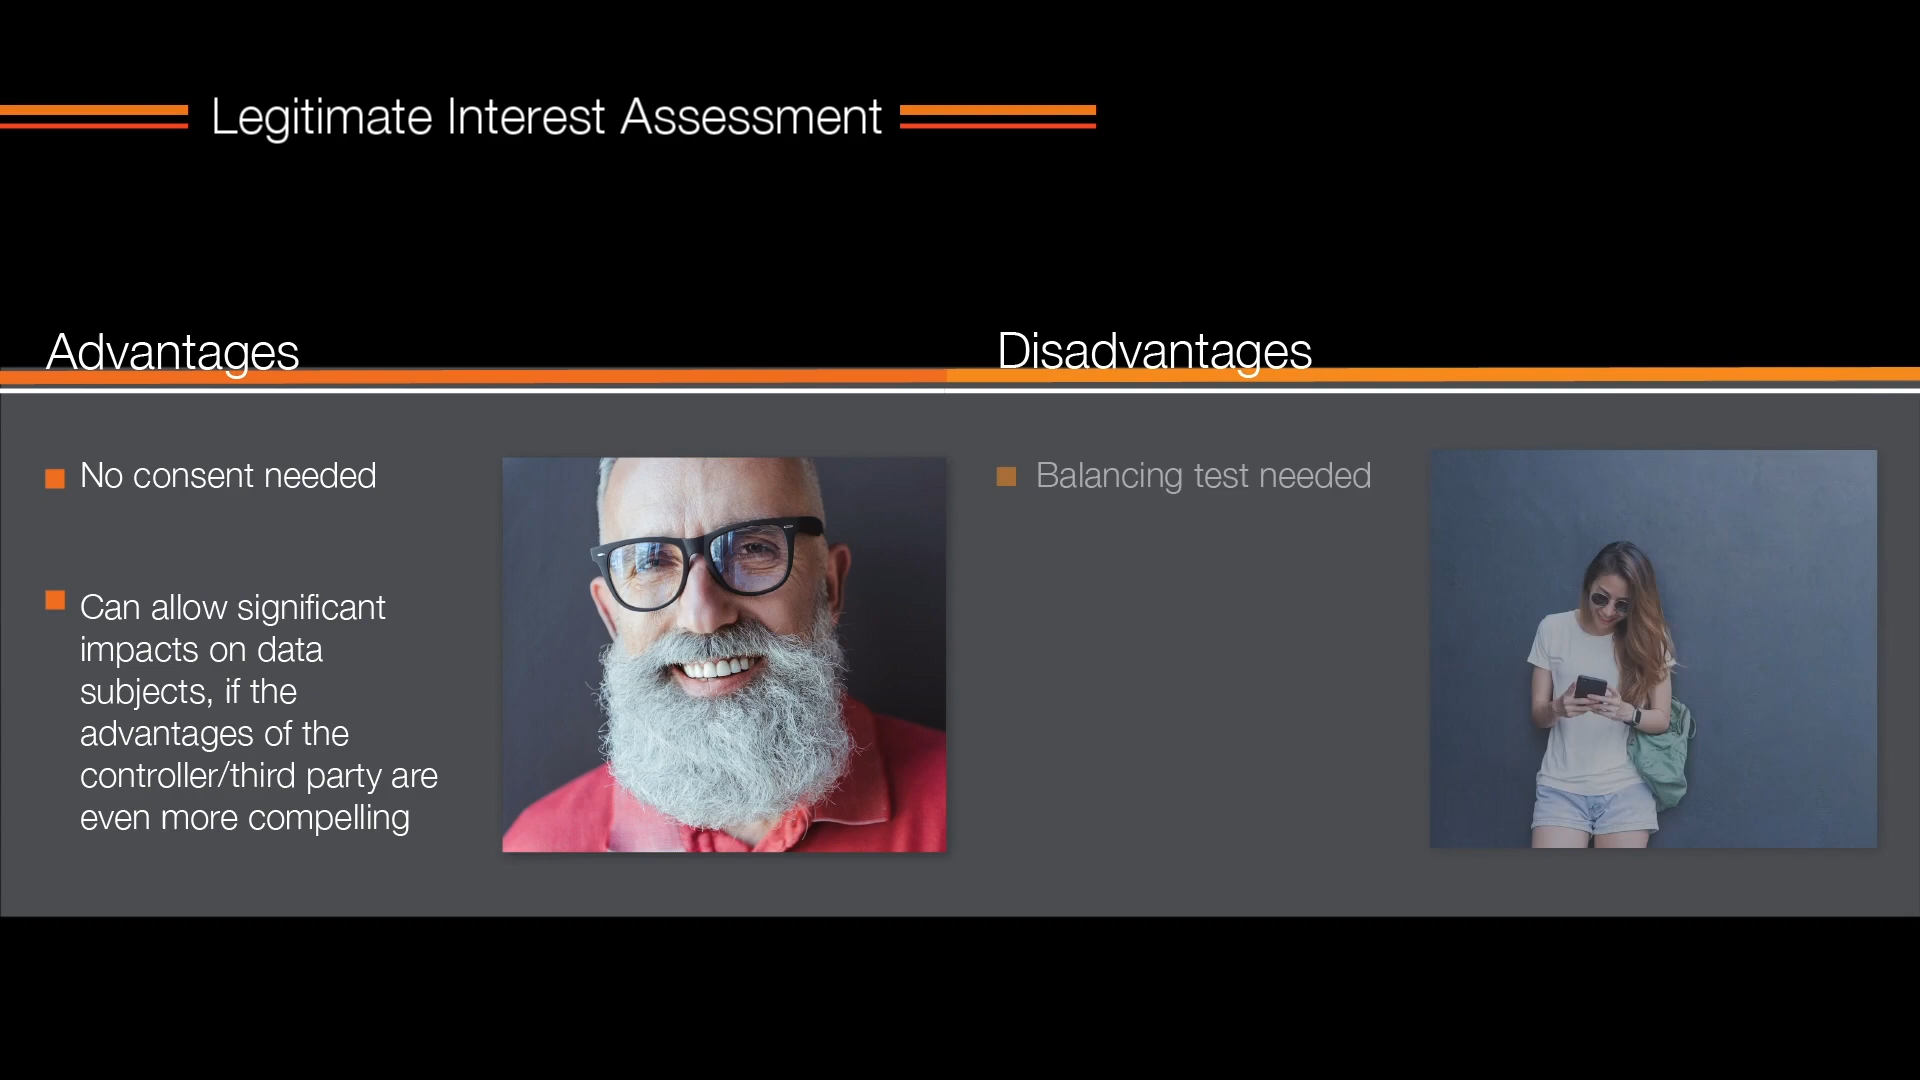 Legitimate Interest Assessment
Advantages
No consent needed
Can allow significant
impacts on data
subjects, if the
advantages of the
controller/third party are
even more compelling
Disadvantages
Balancing test needed